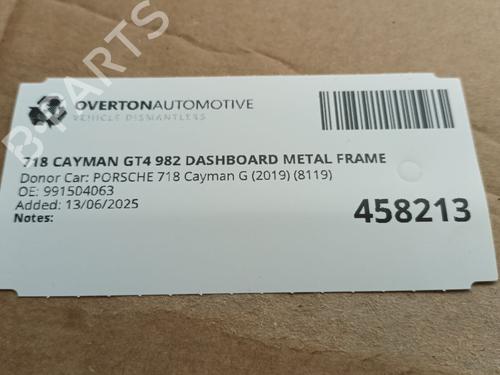 B-PARTS
OVERTONAUTOMOTIVE
VEHICLE DISMANTLERS
718 CAYMAN GT4 982 DASHBOARD METAL FRAME
Donor Car: PORSCHE 718 Cayman G (2019) (8119)
OE: 991504063
Added: 13/06/2025
Notes:
458213